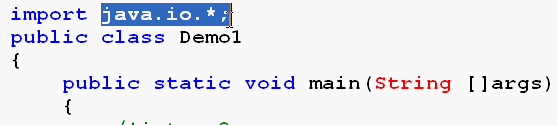 import java.io.*;
public class Demo1
{
public static void main(String []args)
{